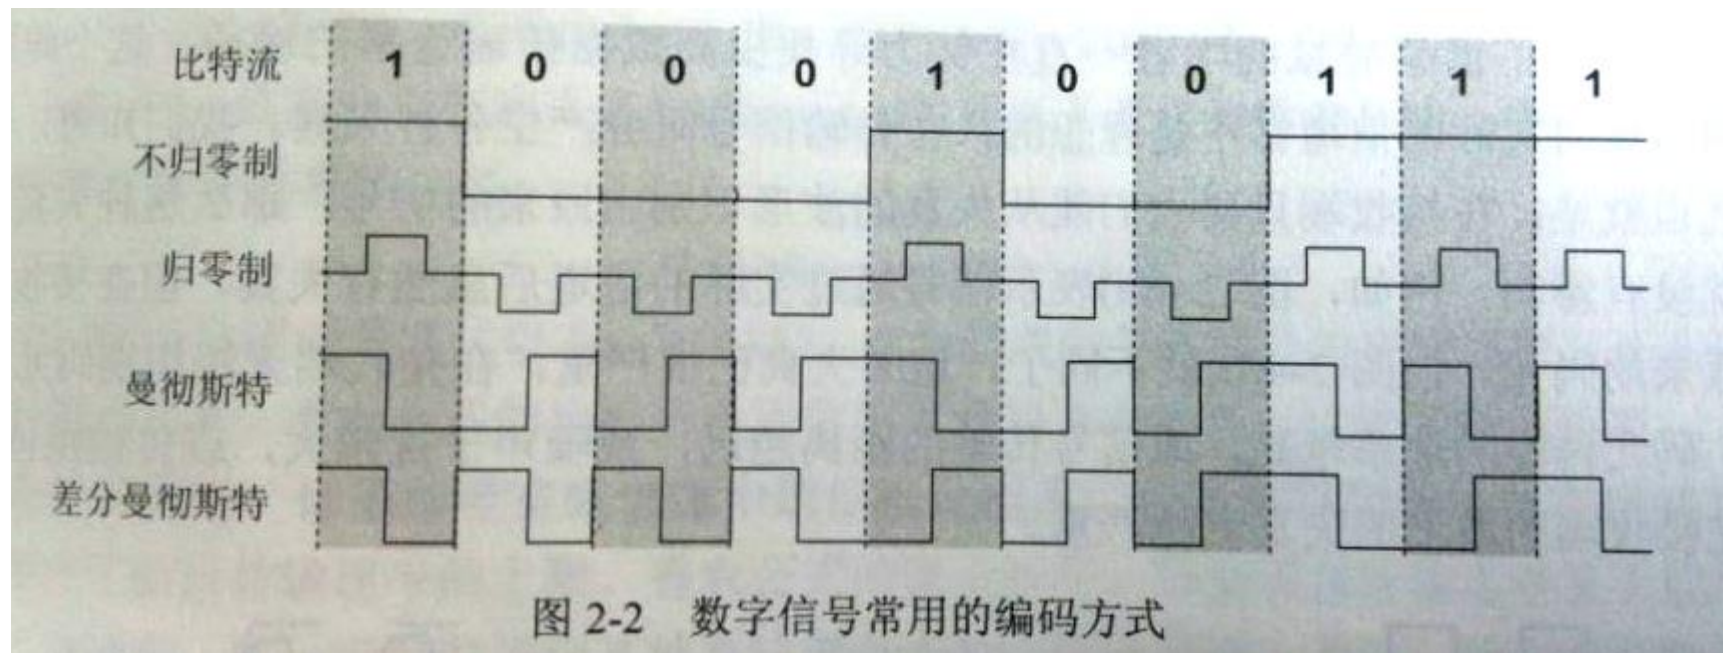 比特流 1 0 0 0 1 0 0 1 1 1
不归零制
归零制
曼彻斯特
差分曼彻斯特
图 2-2 数字信号常用的编码方式